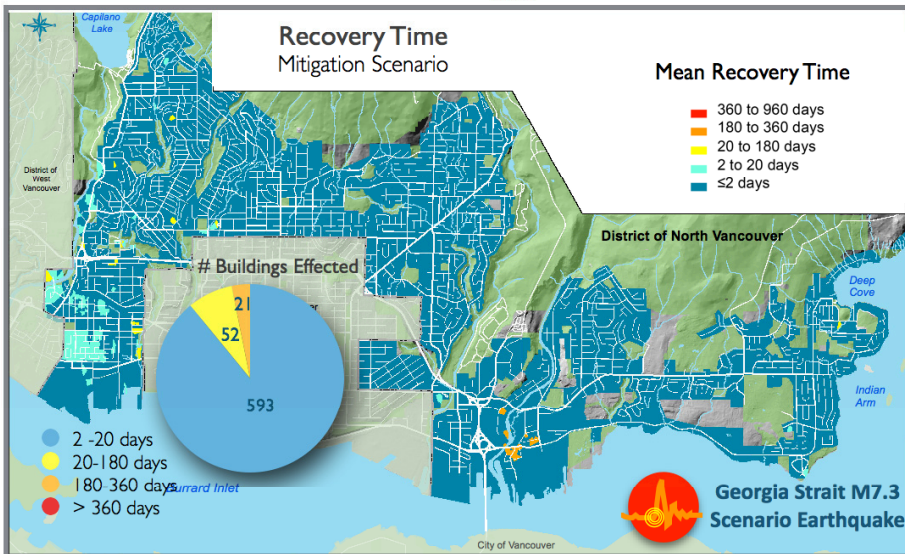 Capilano
Lake
Recovery Time
Mitigation Scenario
Mean Recovery Time
360 to 960 days
180 to 360 days
20 to 180 days
2 to 20 days
≤2 days
District of
West
Vancouver
District of North Vancouver
# Buildings Effected
21
52
593
Deep
Cove
Indian
Arm
2 -20 days
20-180 days
180-360 days
> 360 days
Burrard Inlet
Georgia Strait M7.3
Scenario Earthquake
City of Vancouver